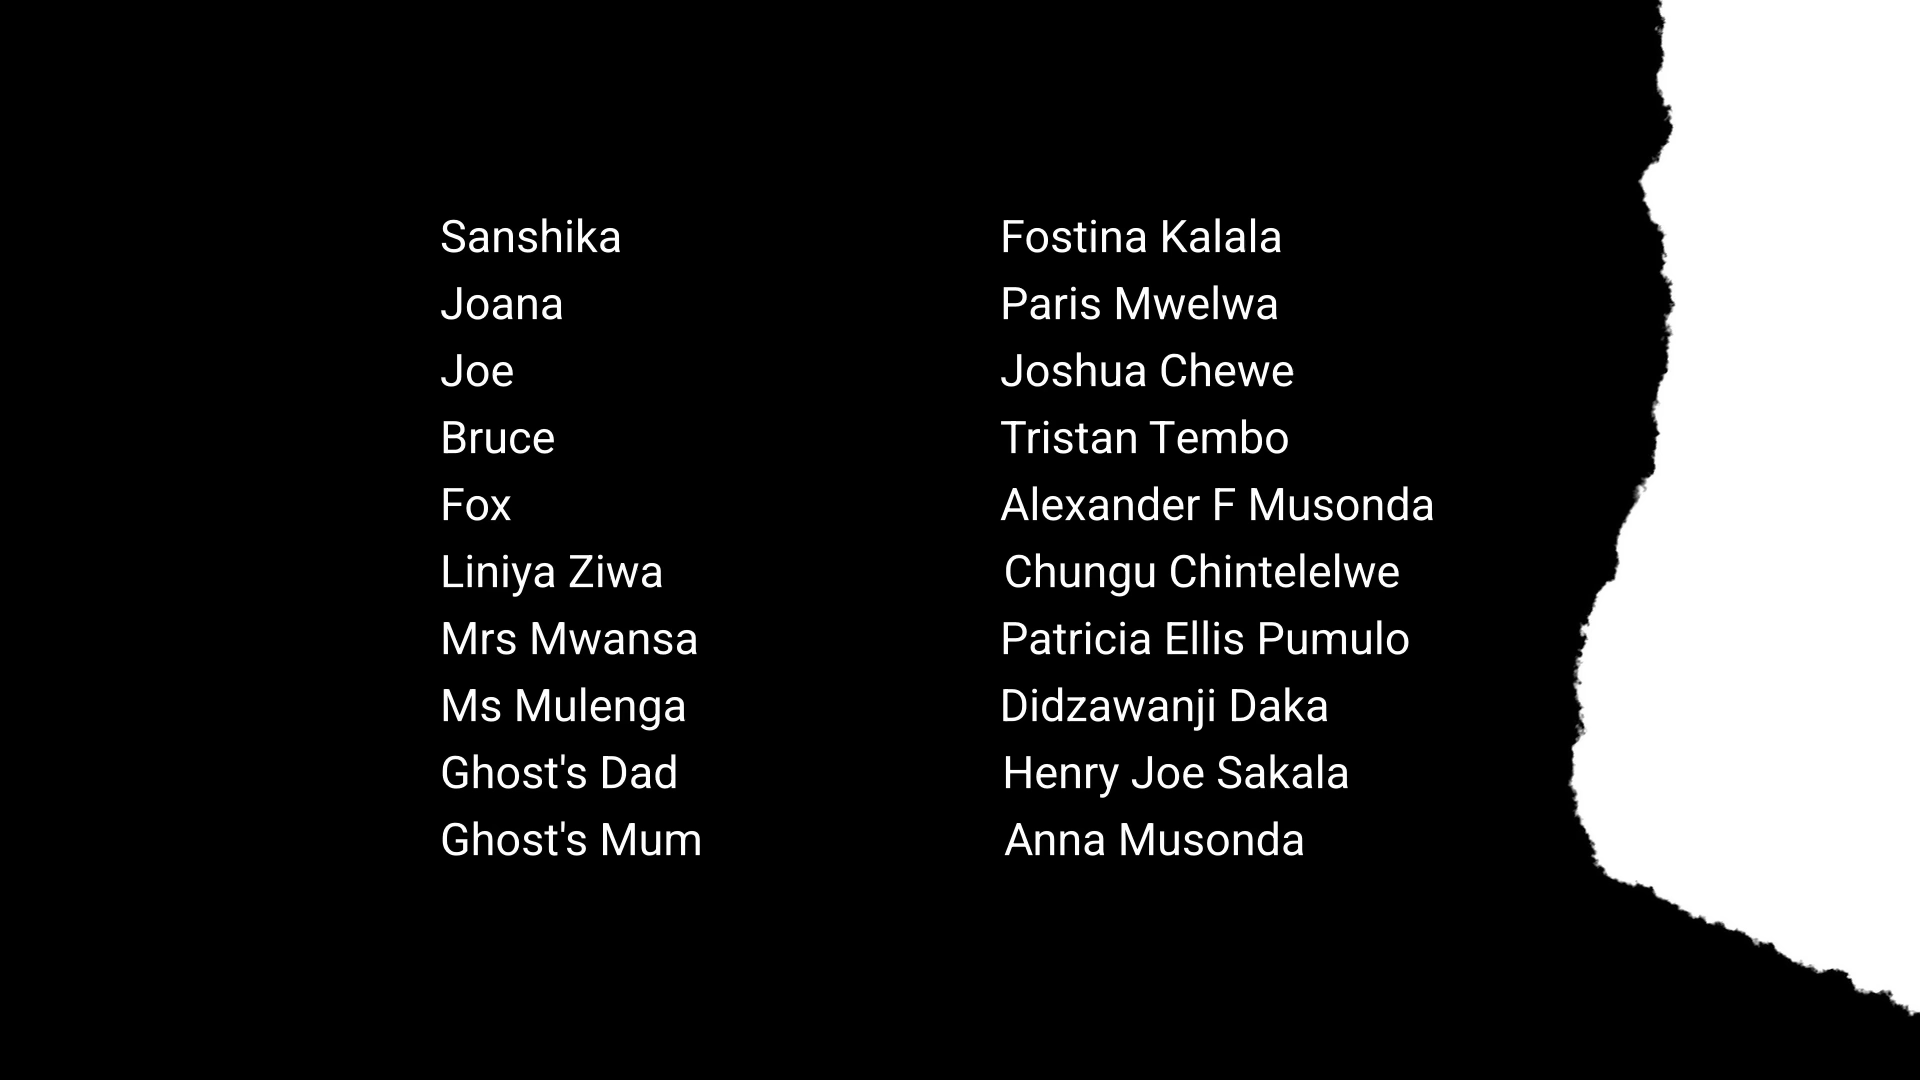 Sanshika Fostina Kalala
Joana Paris Mwelwa
Joe Joshua Chewe
Bruce Tristan Tembo
Fox Alexander F Musonda
Liniya Ziwa Chungu Chintelelwe
Mrs Mwansa Patricia Ellis Pumulo
Ms Mulenga Didzawanji Daka
Ghost's Dad Henry Joe Sakala
Ghost's Mum Anna Musonda